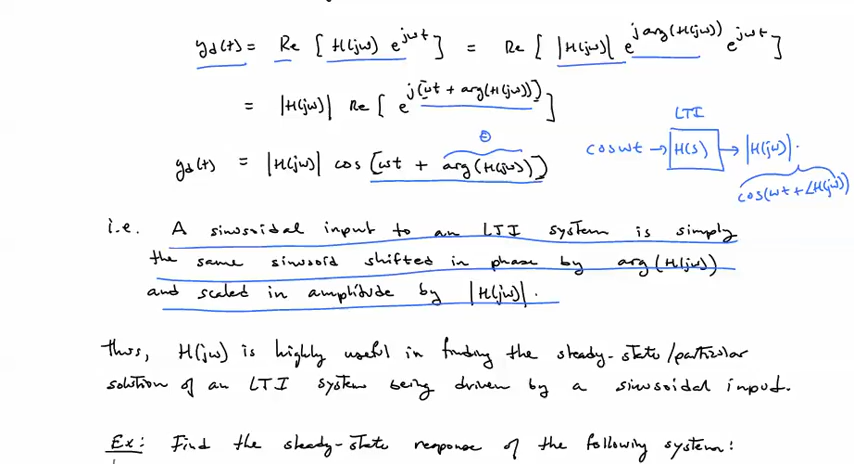 y_d(t) = Re [ H(jω) e^{jωt} ] = Re [ |H(jω)| e^{j arg(H(jω))} e^{jωt} ]
= |H(jω)| Re [ e^{j[ωt + arg(H(jω))]} ]
LTI
θ
cos ωt → H(s) → |H(jω)|·
y_d(t) = |H(jω)| cos [ωt + arg(H(jω))]
cos(ωt + ∠H(jω))
i.e. A sinusoidal input to an LTI system is simply
the same sinusoid shifted in phase by arg(H(jω))
and scaled in amplitude by |H(jω)|.
Thus, H(jω) is highly useful in finding the steady-state/particular
solution of an LTI system being driven by a sinusoidal input.
Ex: Find the steady-state response of the following system: